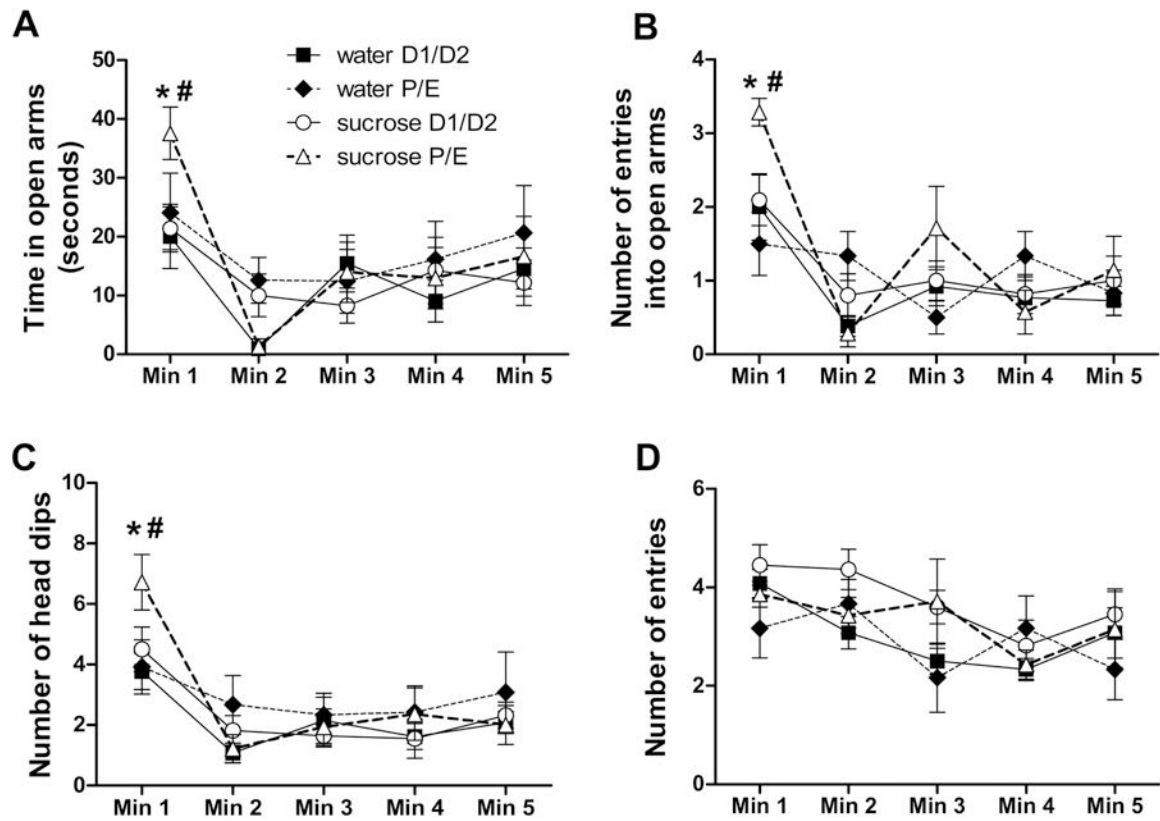 A
Time in open arms
(seconds)
50
40
30
20
10
0
* #
water D1/D2
water P/E
sucrose D1/D2
sucrose P/E
Min 1 Min 2 Min 3 Min 4 Min 5
B
Number of entries
into open arms
4
3
2
1
0
* #
Min 1 Min 2 Min 3 Min 4 Min 5
C
Number of head dips
10
8
6
4
2
0
* #
Min 1 Min 2 Min 3 Min 4 Min 5
D
Number of entries
6
4
2
0
Min 1 Min 2 Min 3 Min 4 Min 5